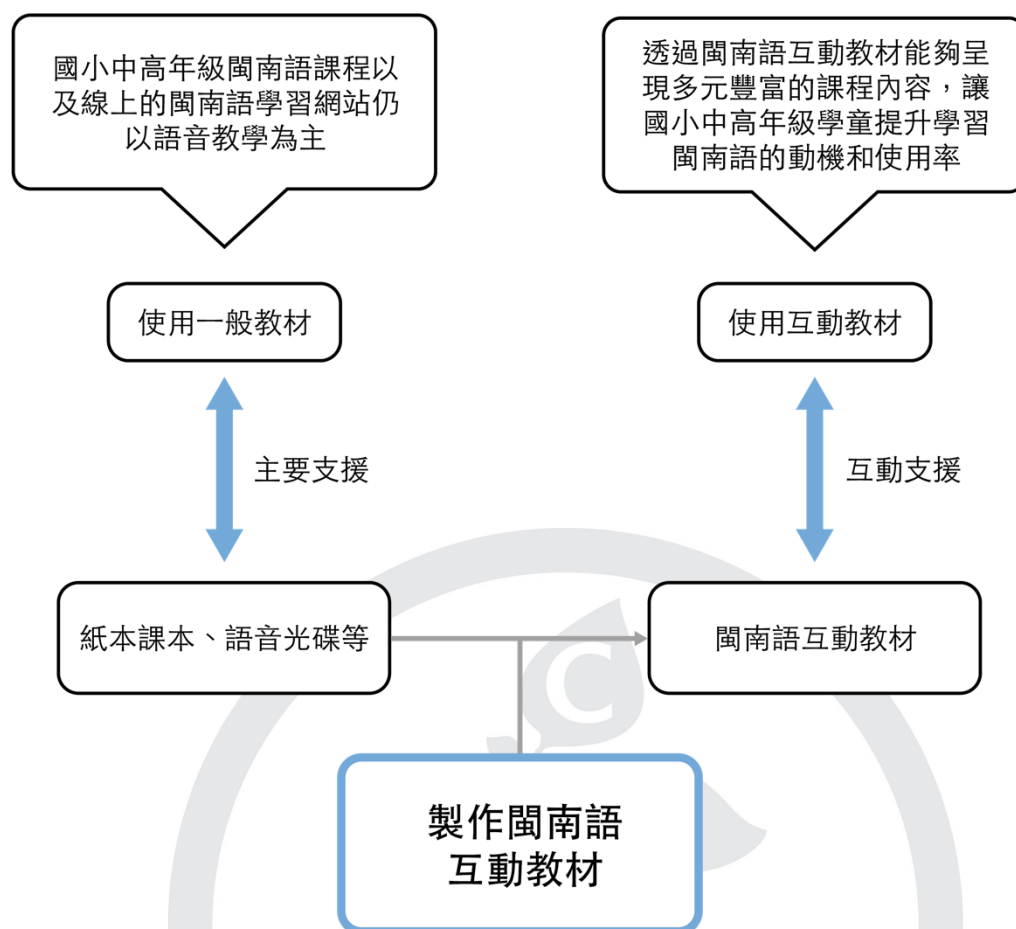 國小中高年級閩南語課程以
及線上的閩南語學習網站仍
以語音教學為主
透過閩南語互動教材能夠呈
現多元豐富的課程內容，讓
國小中高年級學童提升學習
閩南語的動機和使用率
使用一般教材
使用互動教材
主要支援
互動支援
紙本課本、語音光碟等
閩南語互動教材
C
製作閩南語
互動教材